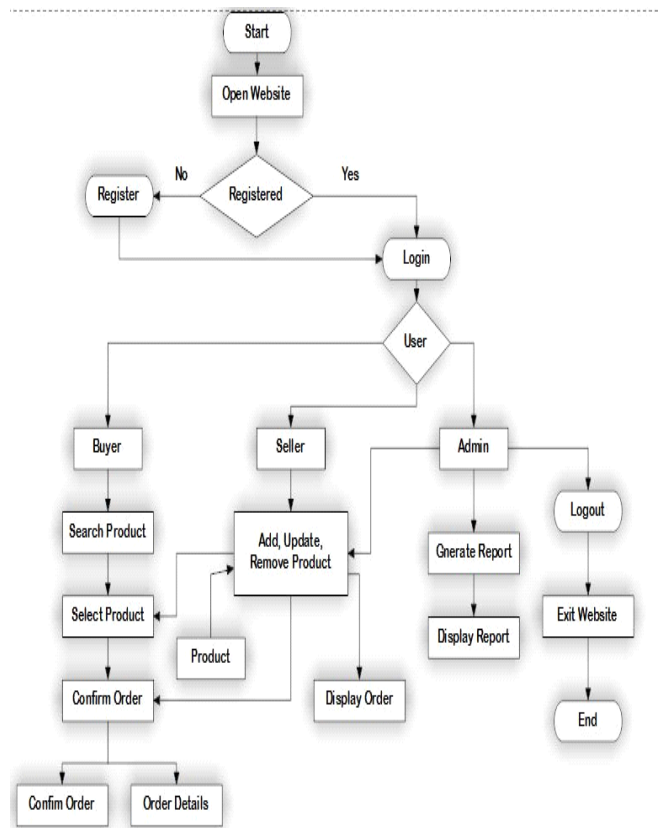 Start
Open Website
No
Yes
Register
Registered
Login
User
Buyer
Seller
Admin
Search Product
Add, Update,
Remove Product
Logout
Gnerate Report
Select Product
Exit Website
Product
Display Report
Confirm Order
Display Order
End
Confim Order
Order Details